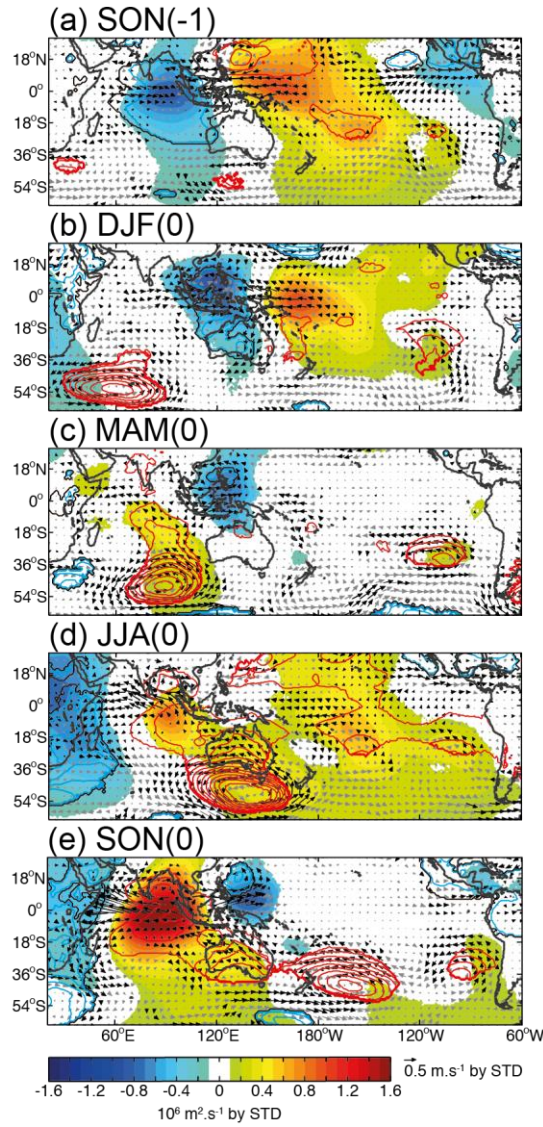 (a) SON(-1)
18°N
0°
18°S
36°S
54°S
(b) DJF(0)
18°N
0°
18°S
36°S
54°S
(c) MAM(0)
18°N
0°
18°S
36°S
54°S
(d) JJA(0)
18°N
0°
18°S
36°S
54°S
(e) SON(0)
18°N
0°
18°S
36°S
54°S
60°E 120°E 180°W 120°W 60°W
-1.6 -1.2 -0.8 -0.4 0 0.4 0.8 1.2 1.6
0.5 m.s⁻¹ by STD
10⁶ m².s⁻¹ by STD